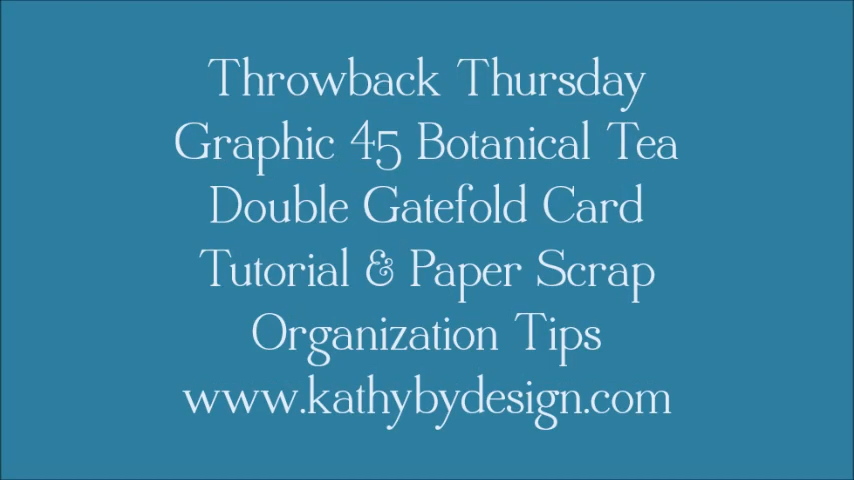 Throwback Thursday
Graphic 45 Botanical Tea
Double Gatefold Card
Tutorial & Paper Scrap
Organization Tips
www.kathybydesign.com